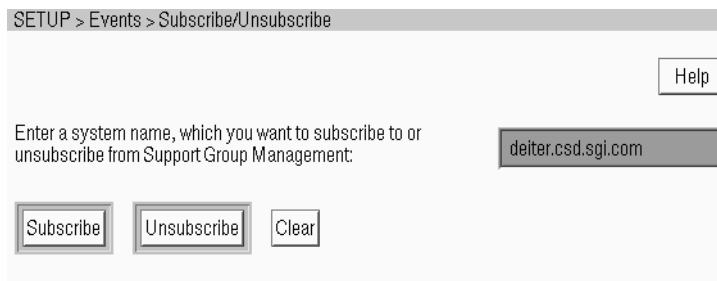 SETUP > Events > Subscribe/Unsubscribe
Help
Enter a system name, which you want to subscribe to or
unsubscribe from Support Group Management:
deiter.csd.sgi.com
Subscribe
Unsubscribe
Clear